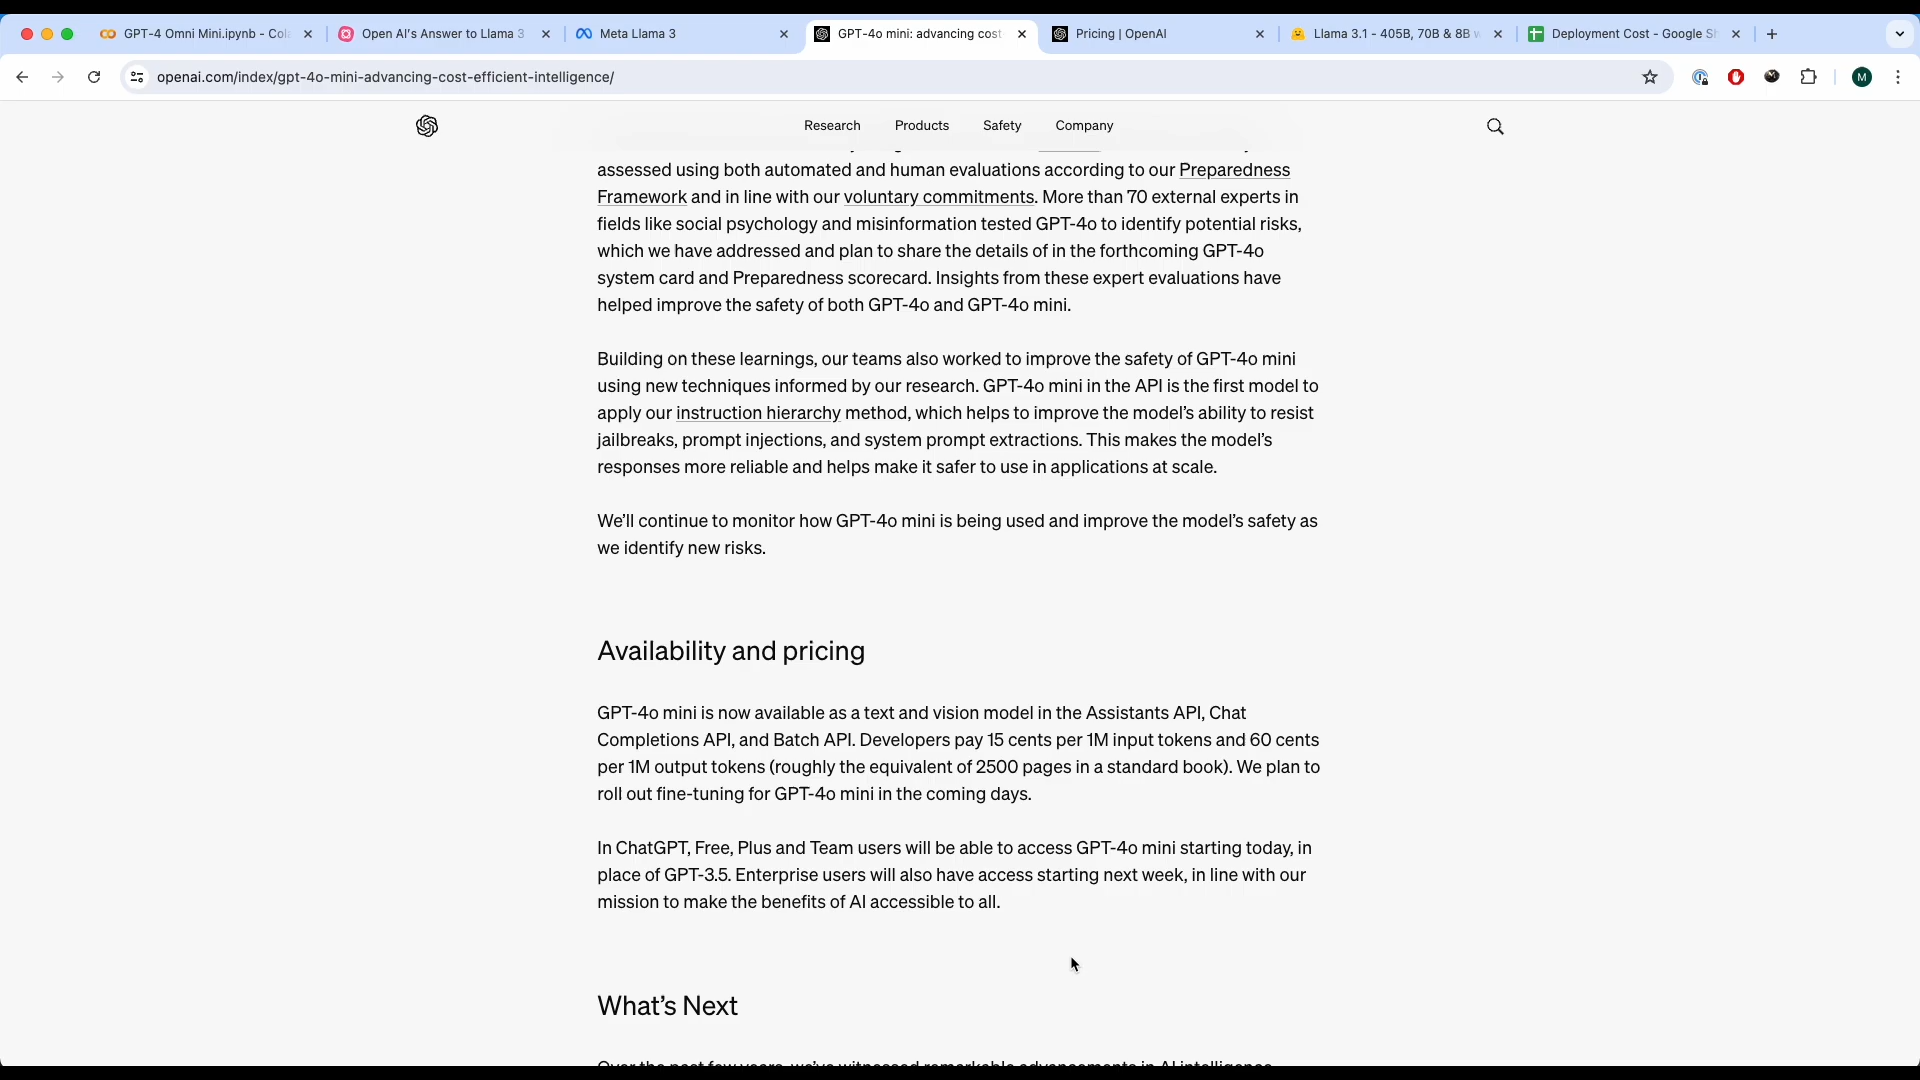 GPT-4 Omni Mini.ipynb - Col
Open AI's Answer to Llama 3
Meta Llama 3
GPT-4o mini: advancing cost
Pricing | OpenAI
Llama 3.1 - 405B, 70B & 8B w
Deployment Cost - Google Sh
openai.com/index/gpt-4o-mini-advancing-cost-efficient-intelligence/
M
Research Products Safety Company
assessed using both automated and human evaluations according to our Preparedness
Framework and in line with our voluntary commitments. More than 70 external experts in
fields like social psychology and misinformation tested GPT-4o to identify potential risks,
which we have addressed and plan to share the details of in the forthcoming GPT-4o
system card and Preparedness scorecard. Insights from these expert evaluations have
helped improve the safety of both GPT-4o and GPT-4o mini.
Building on these learnings, our teams also worked to improve the safety of GPT-4o mini
using new techniques informed by our research. GPT-4o mini in the API is the first model to
apply our instruction hierarchy method, which helps to improve the model’s ability to resist
jailbreaks, prompt injections, and system prompt extractions. This makes the model’s
responses more reliable and helps make it safer to use in applications at scale.
We’ll continue to monitor how GPT-4o mini is being used and improve the model’s safety as
we identify new risks.
Availability and pricing
GPT-4o mini is now available as a text and vision model in the Assistants API, Chat
Completions API, and Batch API. Developers pay 15 cents per 1M input tokens and 60 cents
per 1M output tokens (roughly the equivalent of 2500 pages in a standard book). We plan to
roll out fine-tuning for GPT-4o mini in the coming days.
In ChatGPT, Free, Plus and Team users will be able to access GPT-4o mini starting today, in
place of GPT-3.5. Enterprise users will also have access starting next week, in line with our
mission to make the benefits of AI accessible to all.
What’s Next
Over the past few years, we’ve witnessed remarkable advancements in AI intelligence